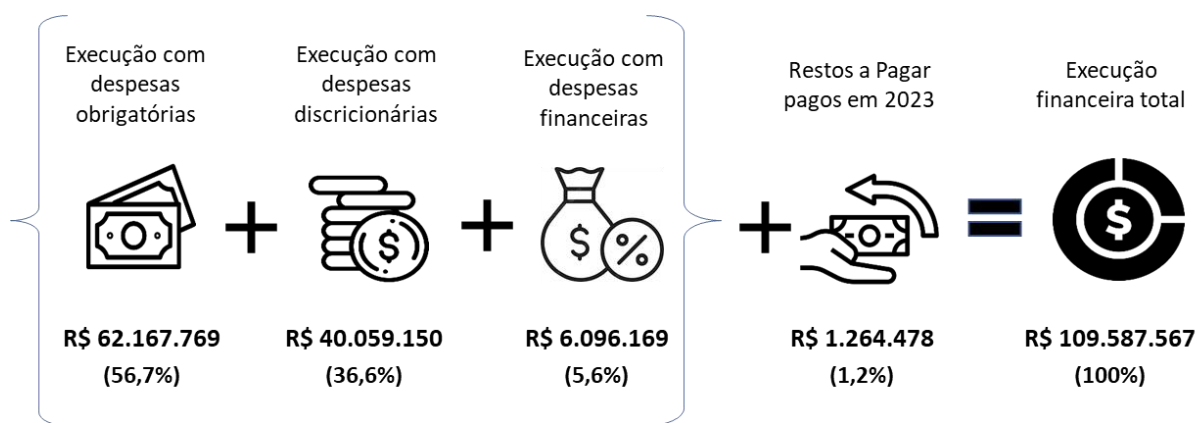 Execução com
despesas
obrigatórias
Execução com
despesas
discricionárias
Execução com
despesas
financeiras
Restos a Pagar
pagos em 2023
Execução
financeira total
+
$
+
$
%
+
=
$
R$ 62.167.769
(56,7%)
R$ 40.059.150
(36,6%)
R$ 6.096.169
(5,6%)
R$ 1.264.478
(1,2%)
R$ 109.587.567
(100%)